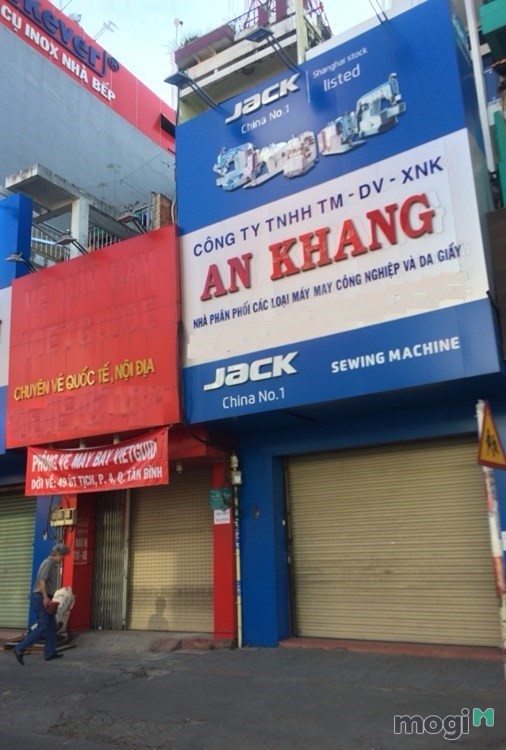 ckever
CỤ INOX NHÀ BẾP
JACK
China No.1
Shanghai stock
listed
CÔNG TY TNHH TM - DV - XNK
AN KHANG
NHÀ PHÂN PHỐI CÁC LOẠI MÁY MAY CÔNG NGHIỆP VÀ DA GIẦY
JACK
China No.1
SEWING MACHINE
CHUYÊN VÉ QUỐC TẾ, NỘI ĐỊA
PHÒNG VÉ MÁY BAY VIETGUID
DỜI VỀ: 49 ÚT TỊCH, P. 4, Q. TÂN BÌNH
mogi